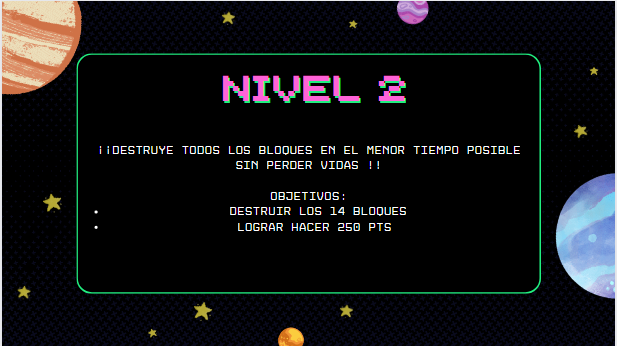 NIVEL 2
¡¡DESTRUYE TODOS LOS BLOQUES EN EL MENOR TIEMPO POSIBLE
SIN PERDER VIDAS !!
OBJETIVOS:
• DESTRUIR LOS 14 BLOQUES
• LOGRAR HACER 250 PTS